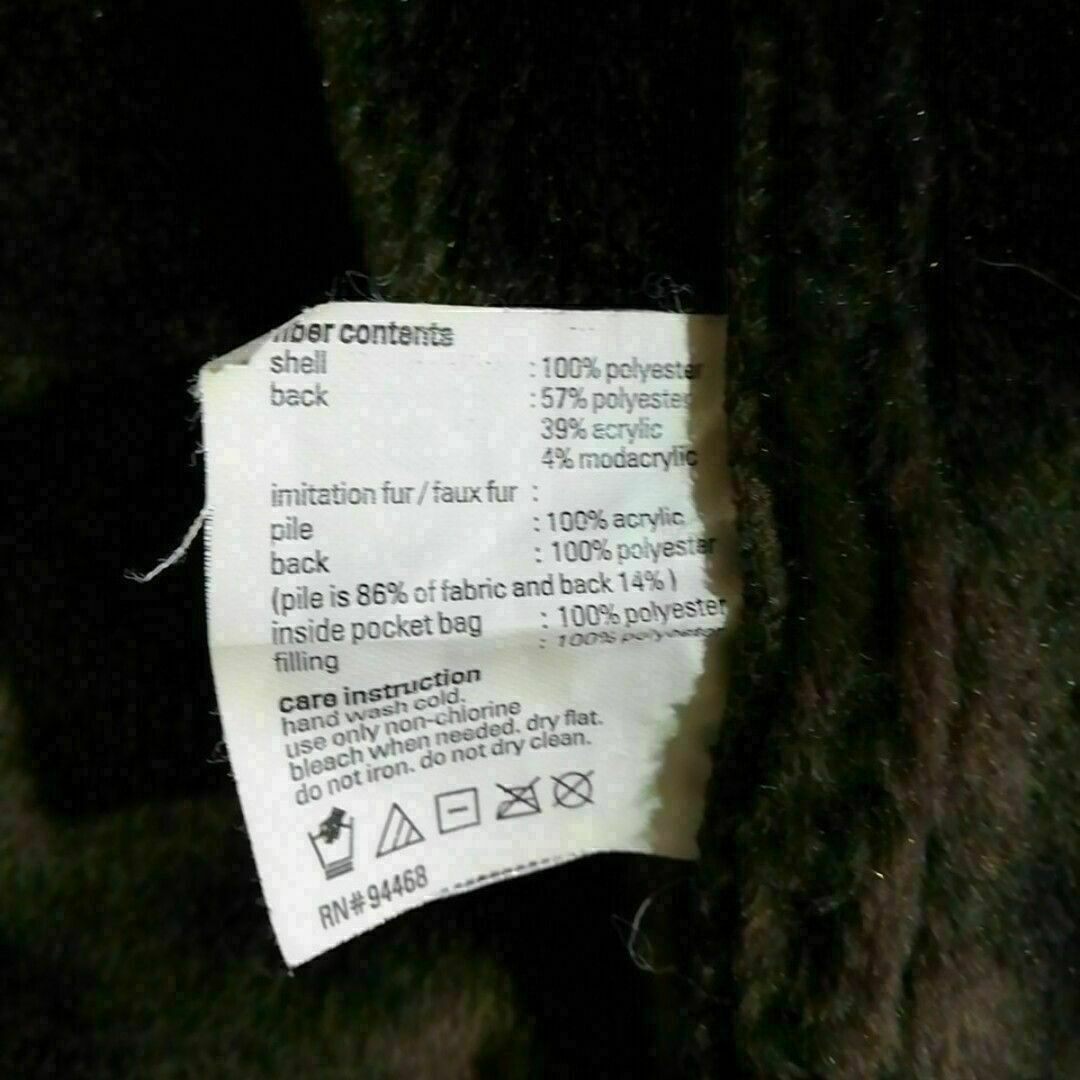 fiber contents
shell : 100% polyester
back : 57% polyester
39% acrylic
4% modacrylic
imitation fur / faux fur :
pile : 100% acrylic
back : 100% polyester
(pile is 86% of fabric and back 14%)
inside pocket bag : 100% polyester
filling : 100% polyester
care instruction
hand wash cold.
use only non-chlorine
bleach when needed. dry flat.
do not iron. do not dry clean.
RN#94468